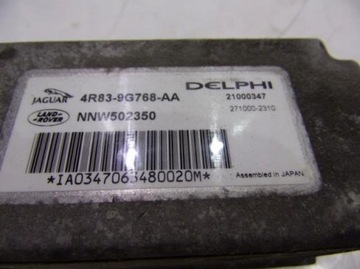 JAGUAR 4R83-9G768-AA DELPHI
21000347
LAND ROVER NNW502350 271000-2310
*IA0347063480020M*
Assembled in JAPAN